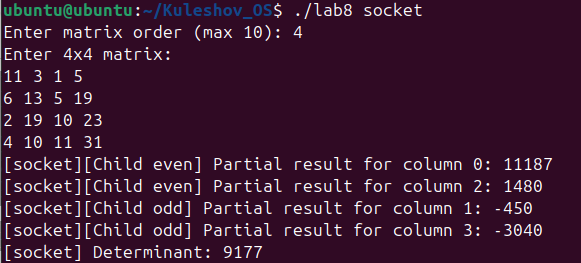 ubuntu@ubuntu:~/Kuleshov_OS$ ./lab8 socket
Enter matrix order (max 10): 4
Enter 4x4 matrix:
11 3 1 5
6 13 5 19
2 19 10 23
4 10 11 31
[socket][Child even] Partial result for column 0: 11187
[socket][Child even] Partial result for column 2: 1480
[socket][Child odd] Partial result for column 1: -450
[socket][Child odd] Partial result for column 3: -3040
[socket] Determinant: 9177